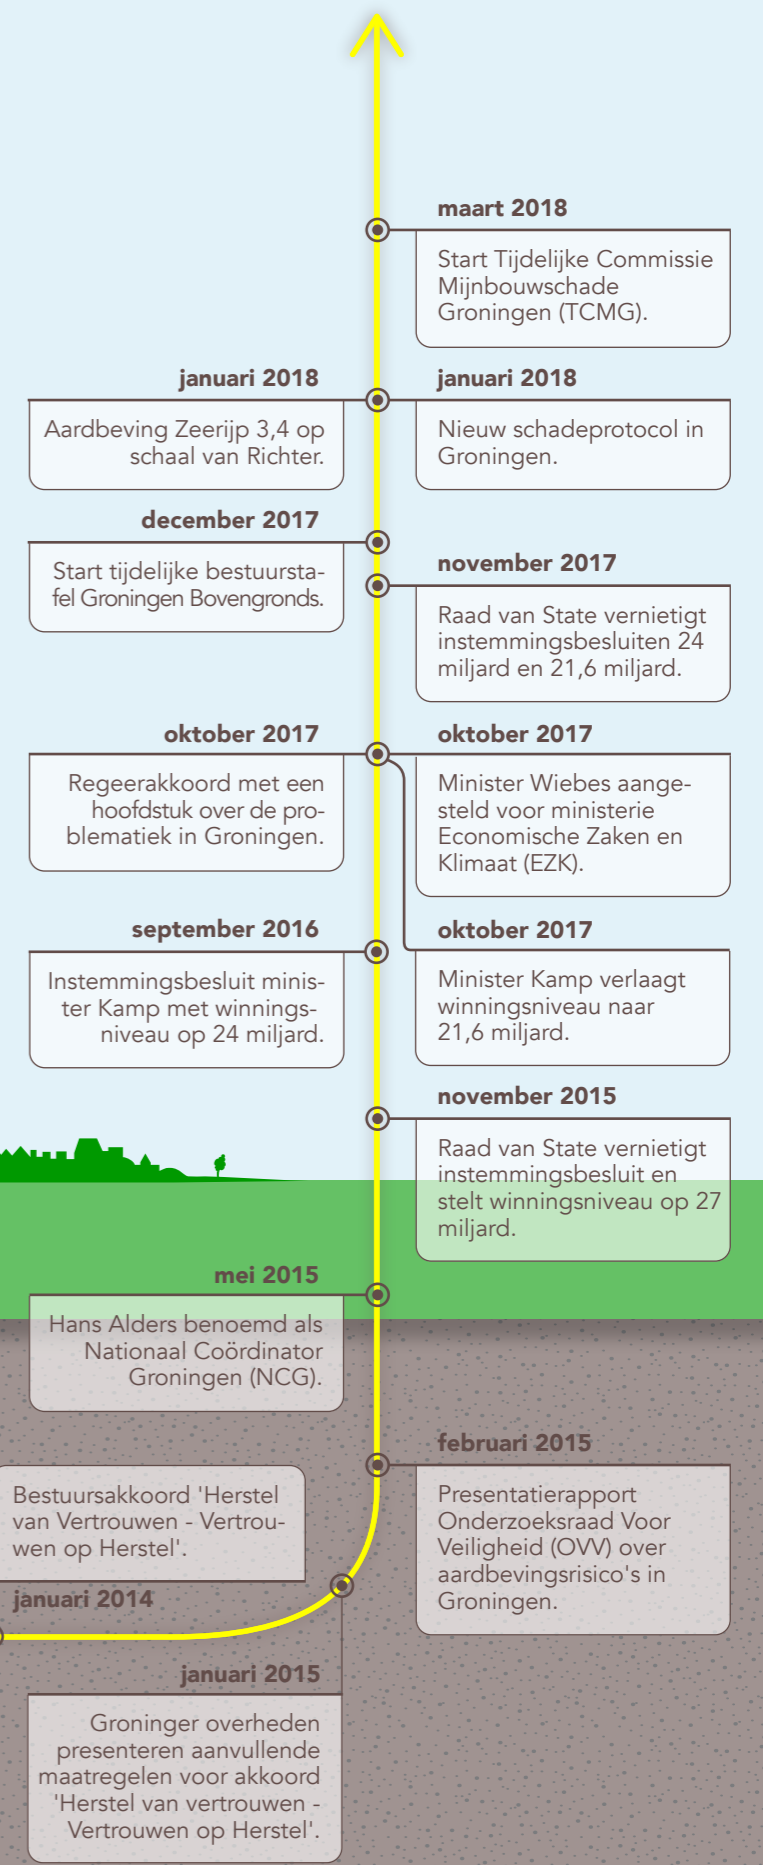 maart 2018
Start Tijdelijke Commissie
Mijnbouwschade
Groningen (TCMG).
januari 2018
Aardbeving Zeerijp 3,4 op
schaal van Richter.
januari 2018
Nieuw schadeprotocol in
Groningen.
december 2017
Start tijdelijke bestuursta-
fel Groningen Bovengronds.
november 2017
Raad van State vernietigt
instemmingsbesluiten 24
miljard en 21,6 miljard.
oktober 2017
Regeerakkoord met een
hoofdstuk over de pro-
blematiek in Groningen.
oktober 2017
Minister Wiebes aange-
steld voor ministerie
Economische Zaken en
Klimaat (EZK).
september 2016
Instemmingsbesluit minis-
ter Kamp met winnings-
niveau op 24 miljard.
oktober 2017
Minister Kamp verlaagt
winningsniveau naar
21,6 miljard.
november 2015
Raad van State vernietigt
instemmingsbesluit en
stelt winningsniveau op 27
miljard.
mei 2015
Hans Alders benoemd als
Nationaal Coördinator
Groningen (NCG).
februari 2015
Presentatierapport
Onderzoeksraad Voor
Veiligheid (OVV) over
aardbevingsrisico's in
Groningen.
Bestuursakkoord 'Herstel
van Vertrouwen - Vertrou-
wen op Herstel'.
januari 2014
januari 2015
Groninger overheden
presenteren aanvullende
maatregelen voor akkoord
'Herstel van vertrouwen -
Vertrouwen op Herstel'.